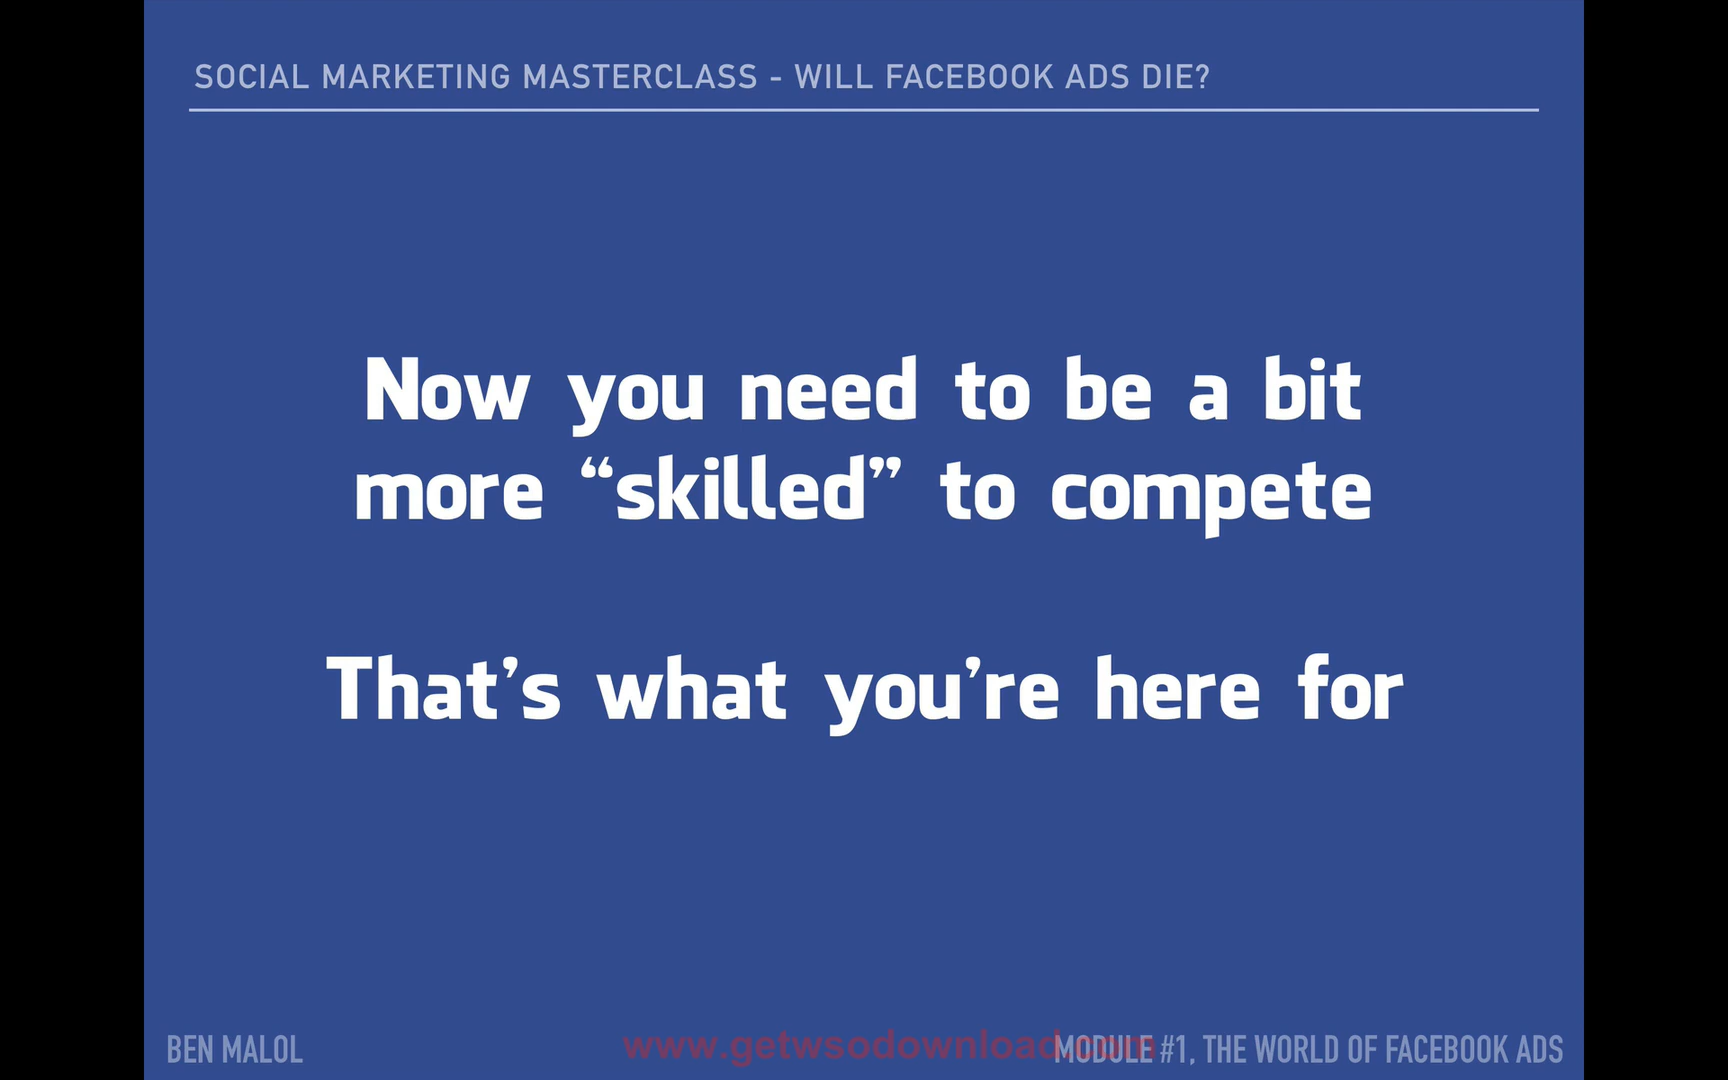 SOCIAL MARKETING MASTERCLASS - WILL FACEBOOK ADS DIE?
Now you need to be a bit
more “skilled” to compete
That’s what you’re here for
BEN MALOL
www.getwsodownload.com
MODULE #1, THE WORLD OF FACEBOOK ADS